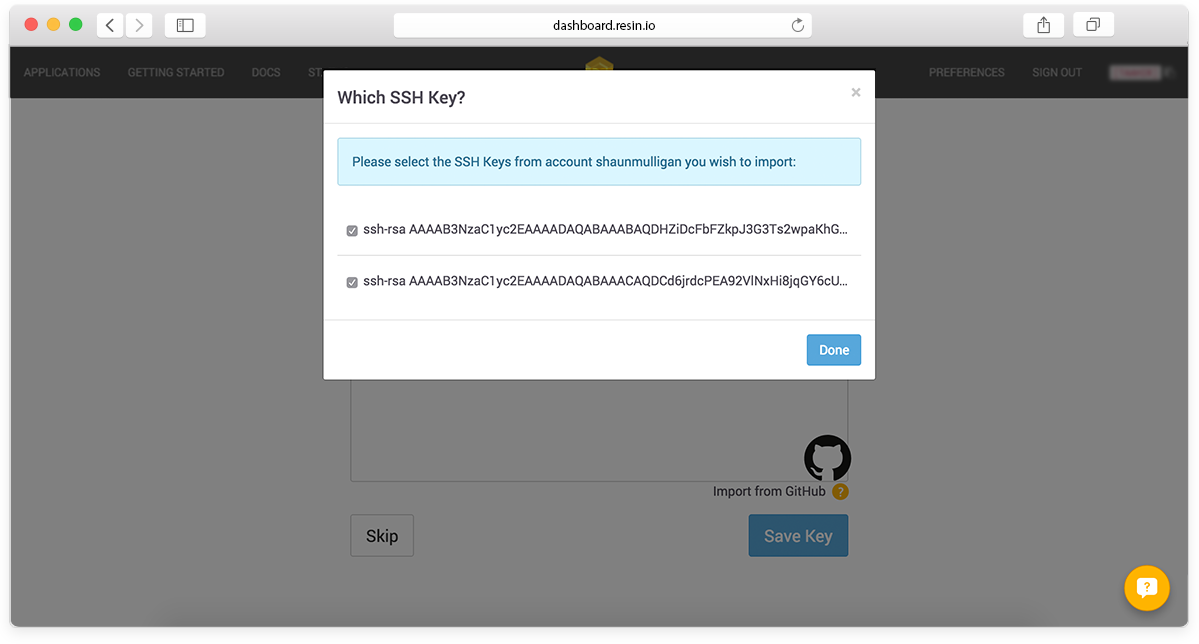 dashboard.resin.io
APPLICATIONS GETTING STARTED DOCS ST PREFERENCES SIGN OUT
Which SSH Key? ×
Please select the SSH Keys from account shaunmulligan you wish to import:
ssh-rsa AAAAB3NzaC1yc2EAAAADAQABAAABAQDHZiDcFbFZkpJ3G3Ts2wpaKhG...
ssh-rsa AAAAB3NzaC1yc2EAAAADAQABAAACAQDCd6jrdcPEA92VlNxHi8jqGY6cU...
Done
Import from GitHub ?
Skip Save Key
?